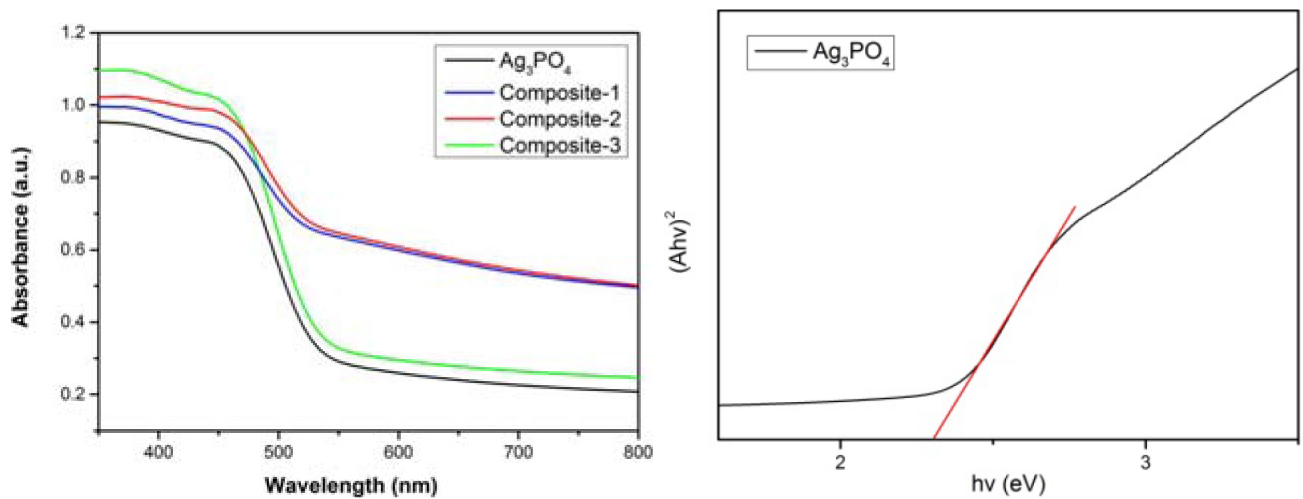 1.2
1.0
0.8
0.6
0.4
0.2
Absorbance (a.u.)
Ag₃PO₄
Composite-1
Composite-2
Composite-3
400 500 600 700 800
Wavelength (nm)
(Ahv)²
Ag₃PO₄
2 3
hv (eV)